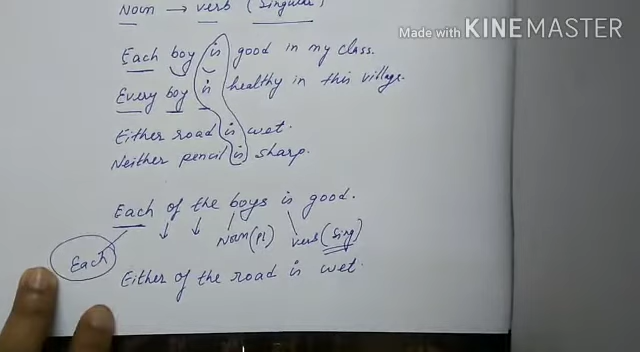 Made with KINEMASTER
Noun → verb (Singular)
Each boy is good in my class.
Every boy is healthy in this village.
Either road is wet.
Neither pencil is sharp.
Each of the boys is good.
Noun (Pl) verb (Sing)
Each
Either of the road is wet.